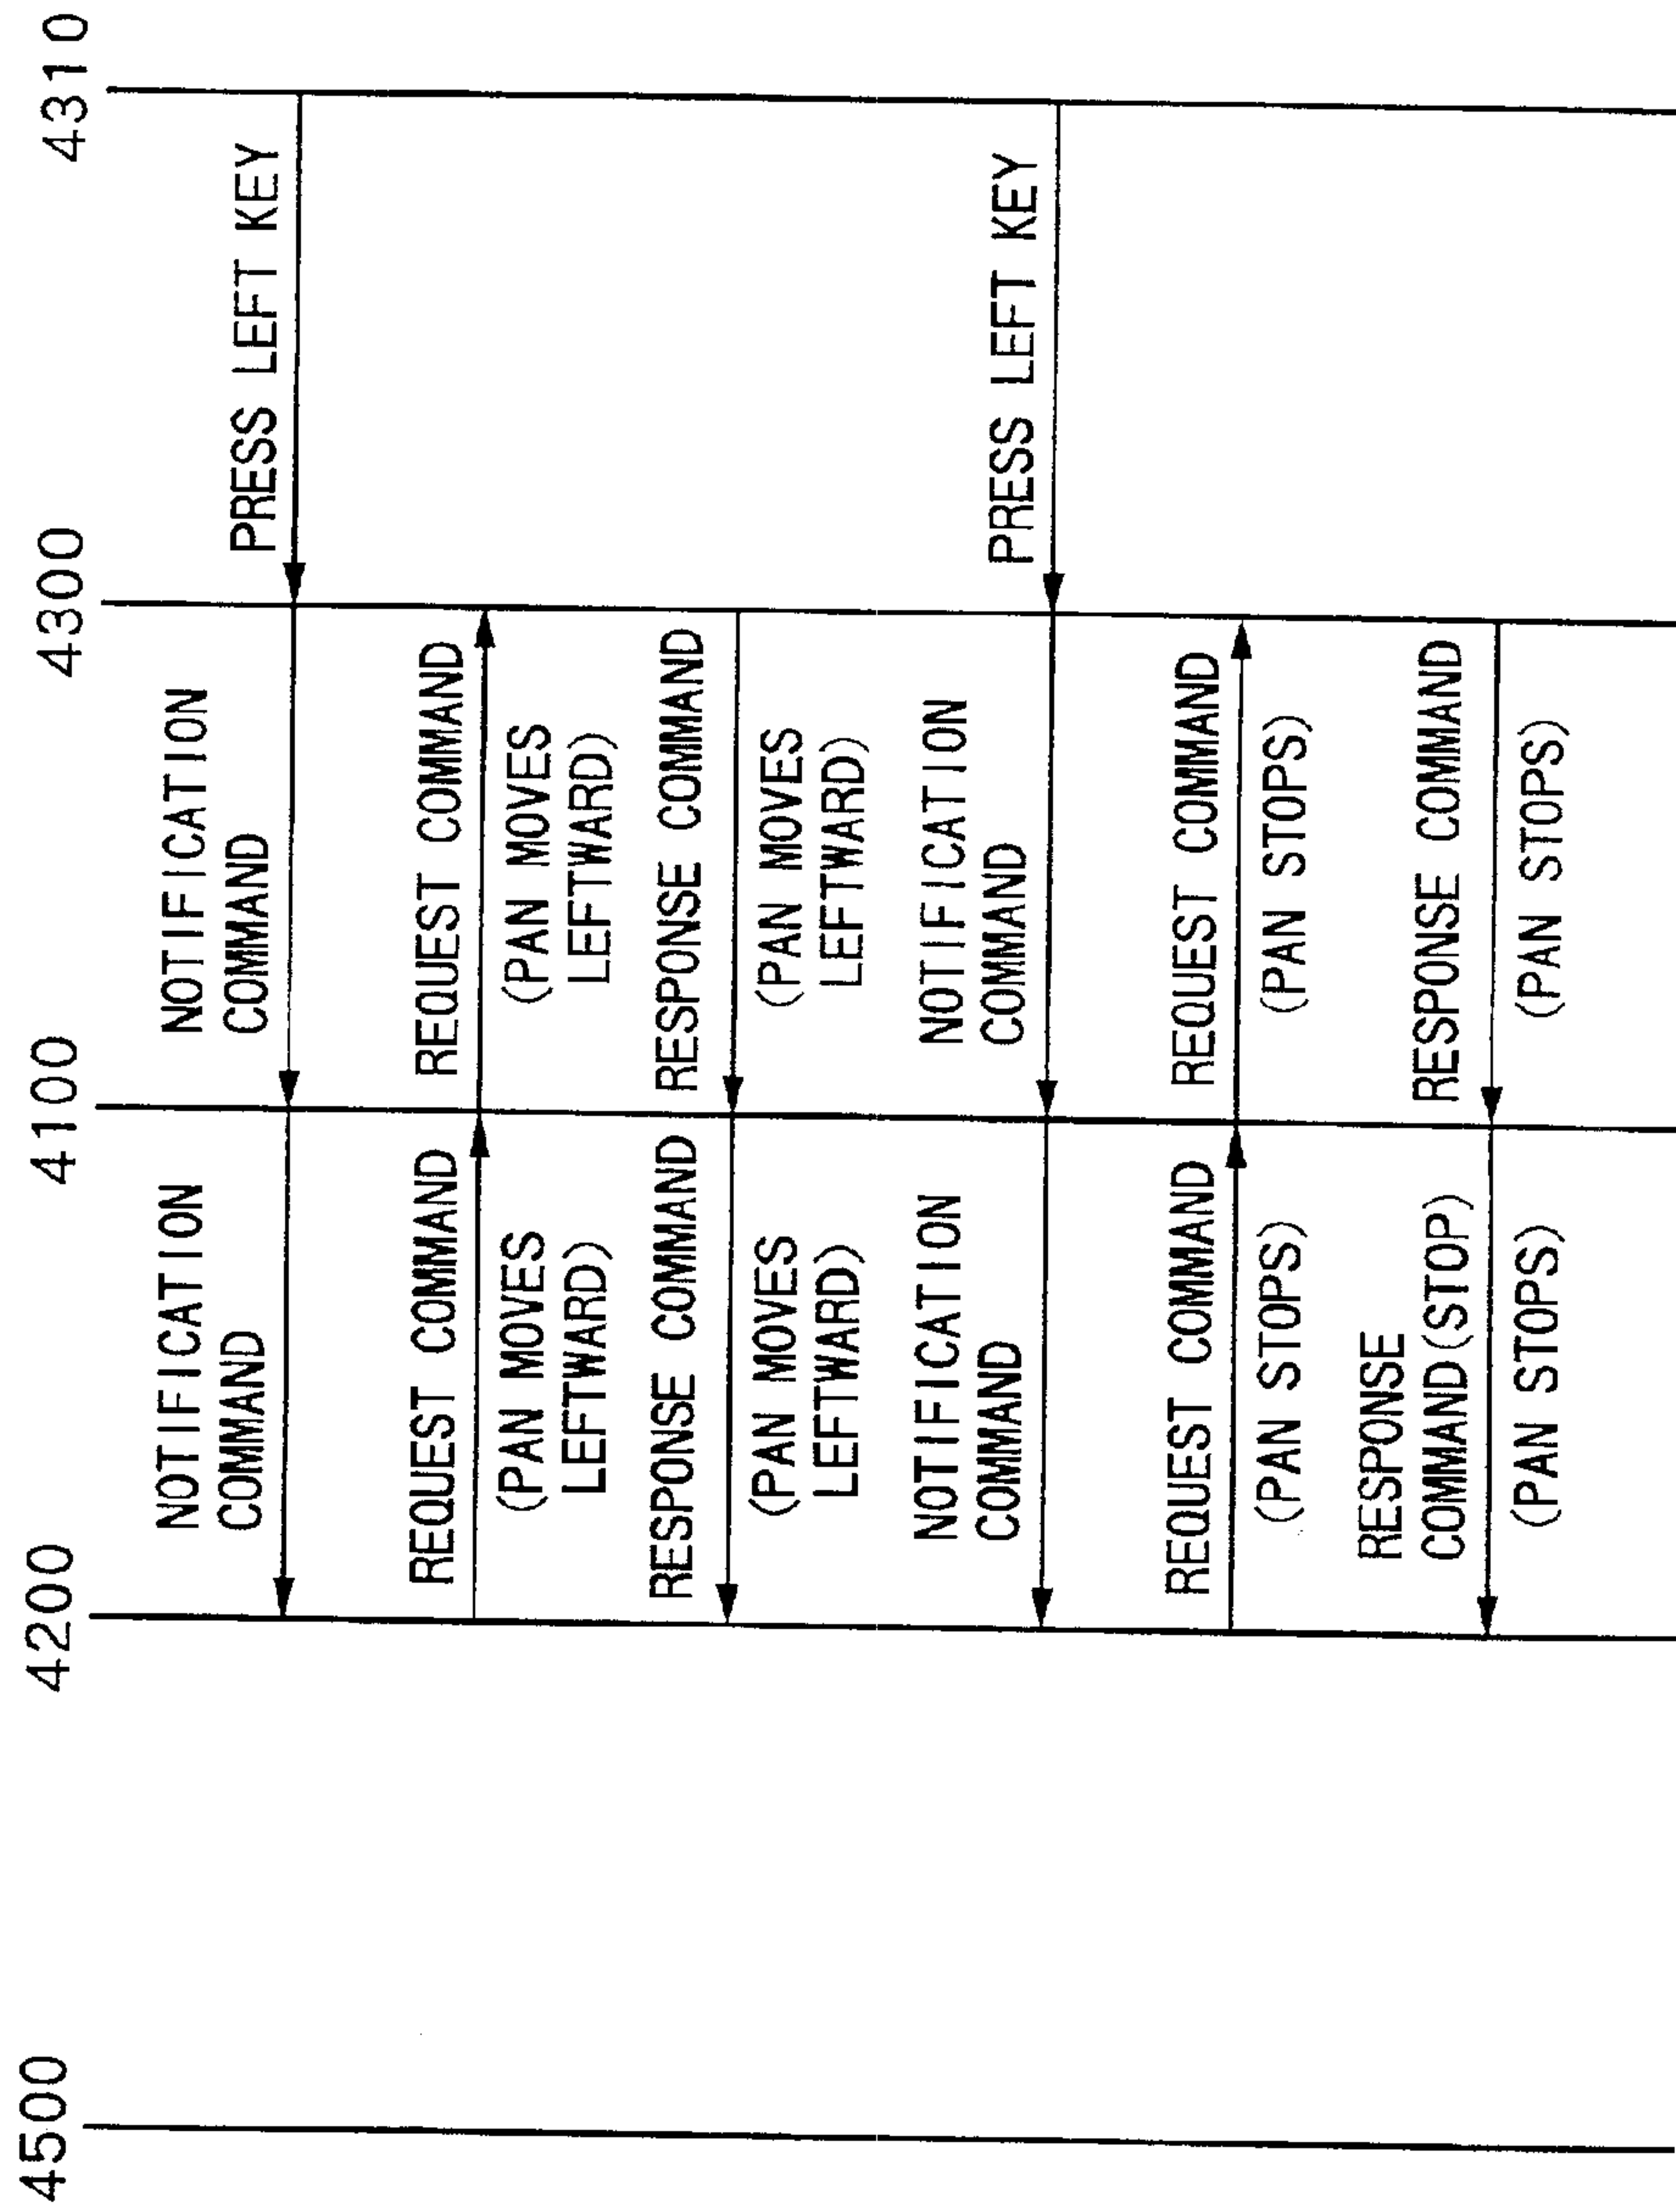 4500
4200
4100
4300
4310
NOTIFICATION
COMMAND
NOTIFICATION
COMMAND
PRESS LEFT KEY
REQUEST COMMAND
(PAN MOVES
LEFTWARD)
REQUEST COMMAND
(PAN MOVES
LEFTWARD)
RESPONSE COMMAND
(PAN MOVES
LEFTWARD)
RESPONSE COMMAND
(PAN MOVES
LEFTWARD)
NOTIFICATION
COMMAND
NOTIFICATION
COMMAND
PRESS LEFT KEY
REQUEST COMMAND
(PAN STOPS)
REQUEST COMMAND
(PAN STOPS)
RESPONSE
COMMAND(STOP)
(PAN STOPS)
RESPONSE COMMAND
(PAN STOPS)